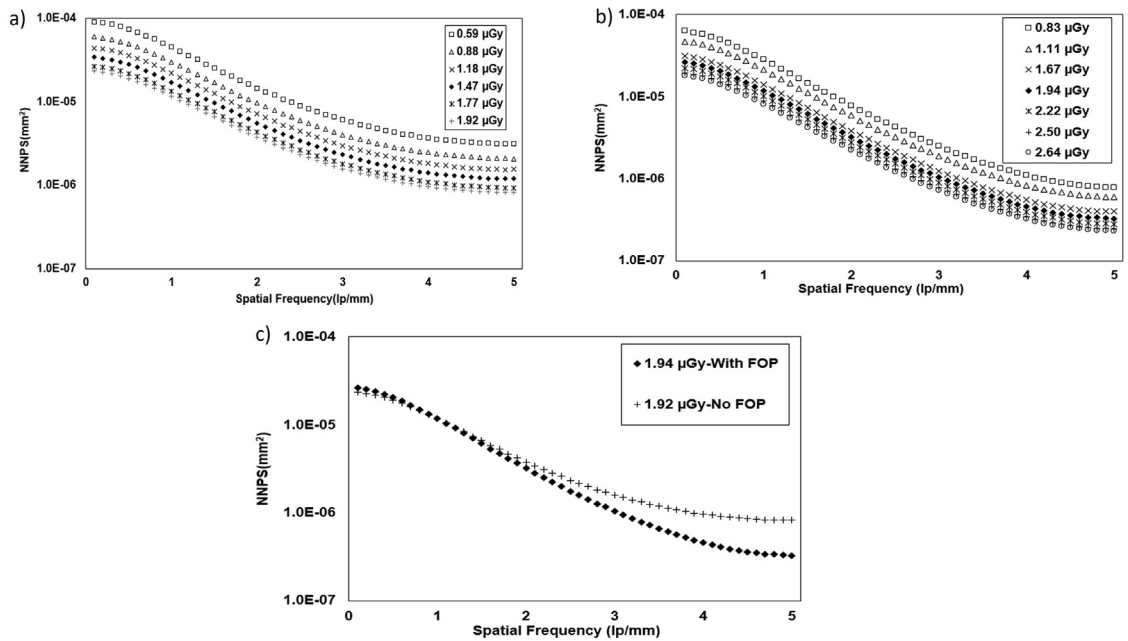 a)
1.0E-04
1.0E-05
1.0E-06
1.0E-07
NNPS(mm²)
0 1 2 3 4 5
Spatial Frequency(lp/mm)
0.59 µGy
0.88 µGy
1.18 µGy
1.47 µGy
1.77 µGy
1.92 µGy
b)
1.0E-04
1.0E-05
1.0E-06
1.0E-07
NNPS(mm²)
0 1 2 3 4 5
Spatial Frequency (lp/mm)
0.83 µGy
1.11 µGy
1.67 µGy
1.94 µGy
2.22 µGy
2.50 µGy
2.64 µGy
c)
1.0E-04
1.0E-05
1.0E-06
1.0E-07
NNPS(mm²)
0 1 2 3 4 5
Spatial Frequency (lp/mm)
1.94 µGy-With FOP
1.92 µGy-No FOP